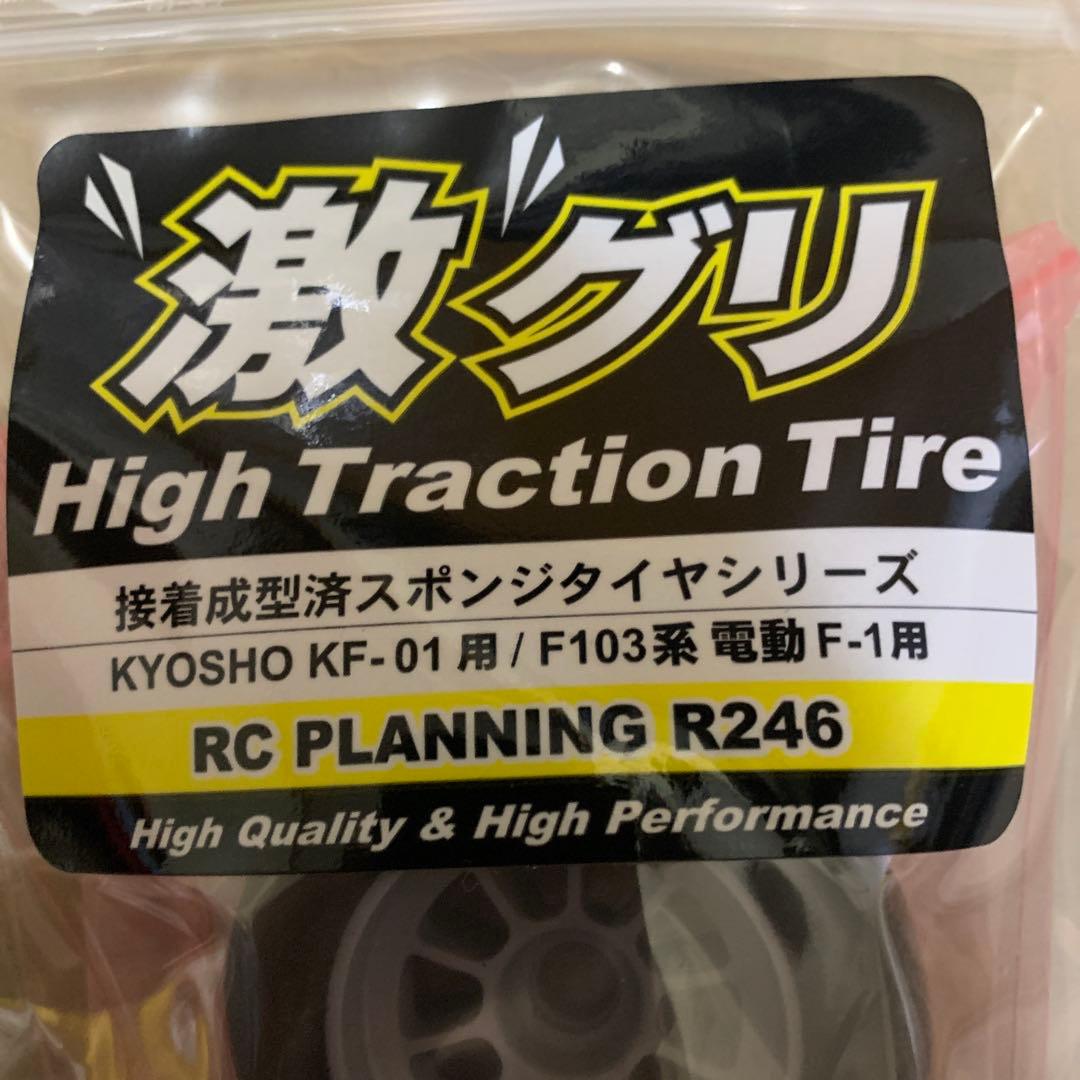 “激”グリ
High Traction Tire
接着成型済スポンジタイヤシリーズ
KYOSHO KF-01用 / F103系 電動 F-1用
RC PLANNING R246
High Quality & High Performance